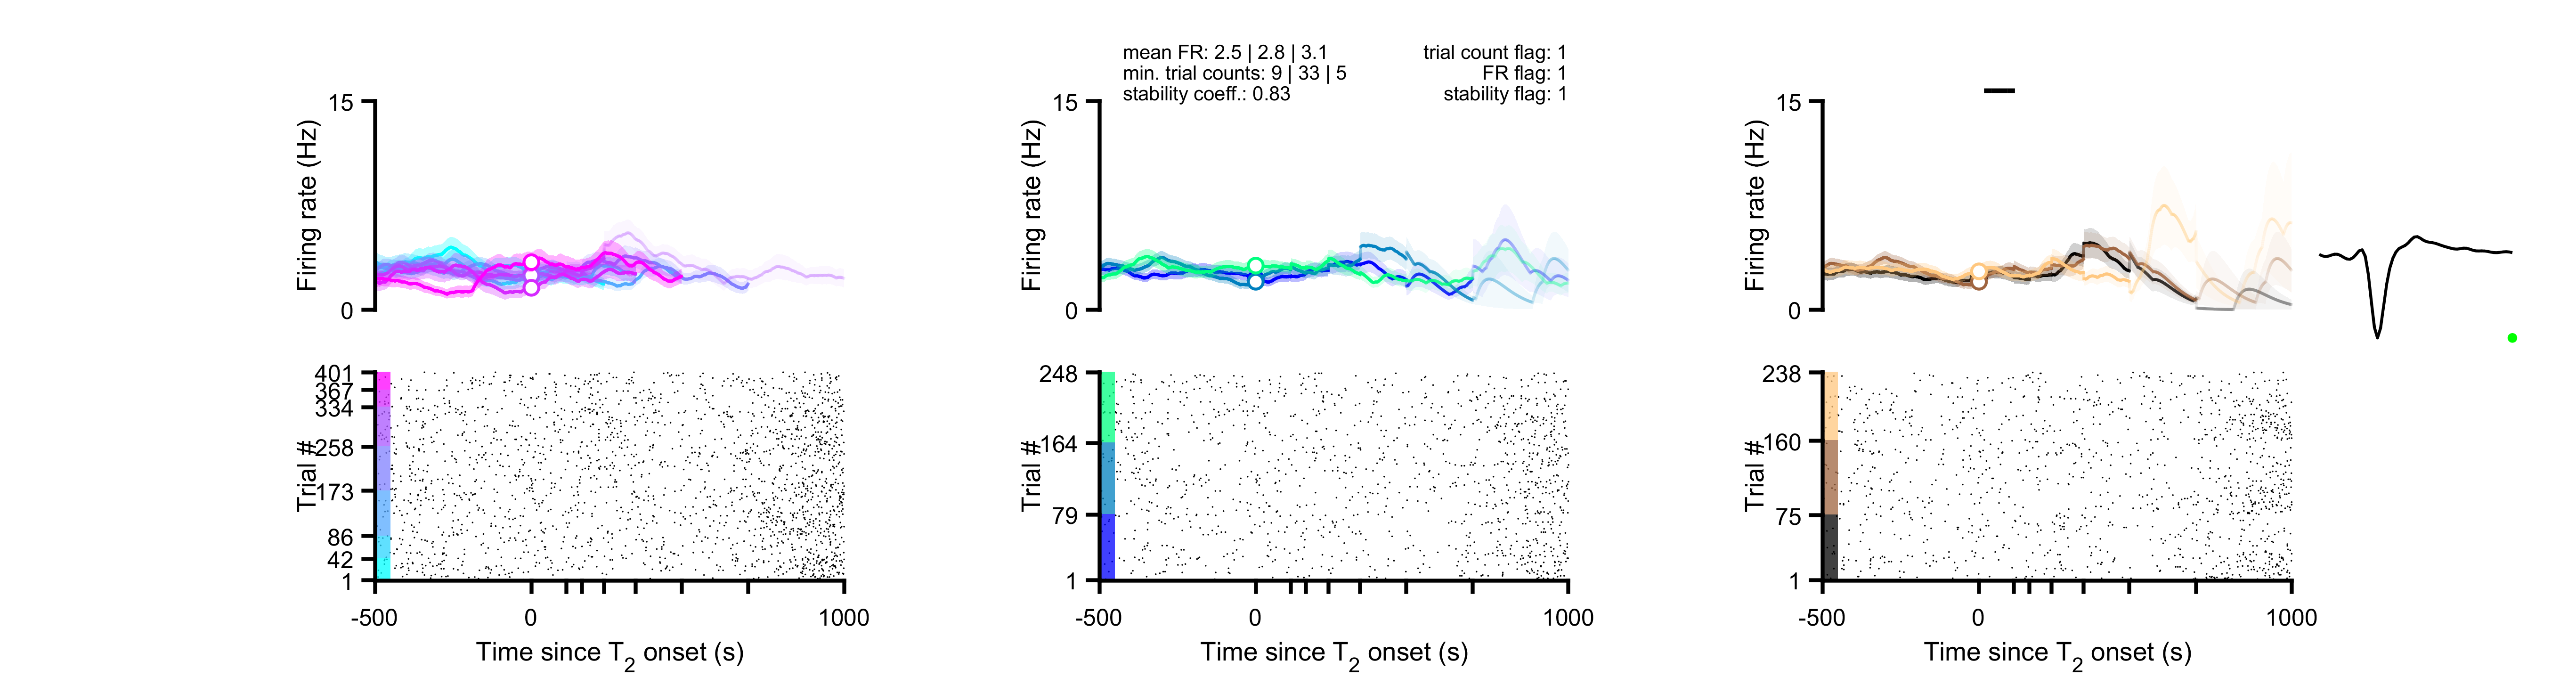 mean FR: 2.5 | 2.8 | 3.1
min. trial counts: 9 | 33 | 5
stability coeff.: 0.83
trial count flag: 1
FR flag: 1
stability flag: 1
15
Firing rate (Hz)
0
401
367
334
258
173
86
42
1
Trial #
-500
0
1000
Time since T2 onset (s)
15
Firing rate (Hz)
0
248
164
79
1
Trial #
-500
0
1000
Time since T2 onset (s)
15
Firing rate (Hz)
0
238
160
75
1
Trial #
-500
0
1000
Time since T2 onset (s)